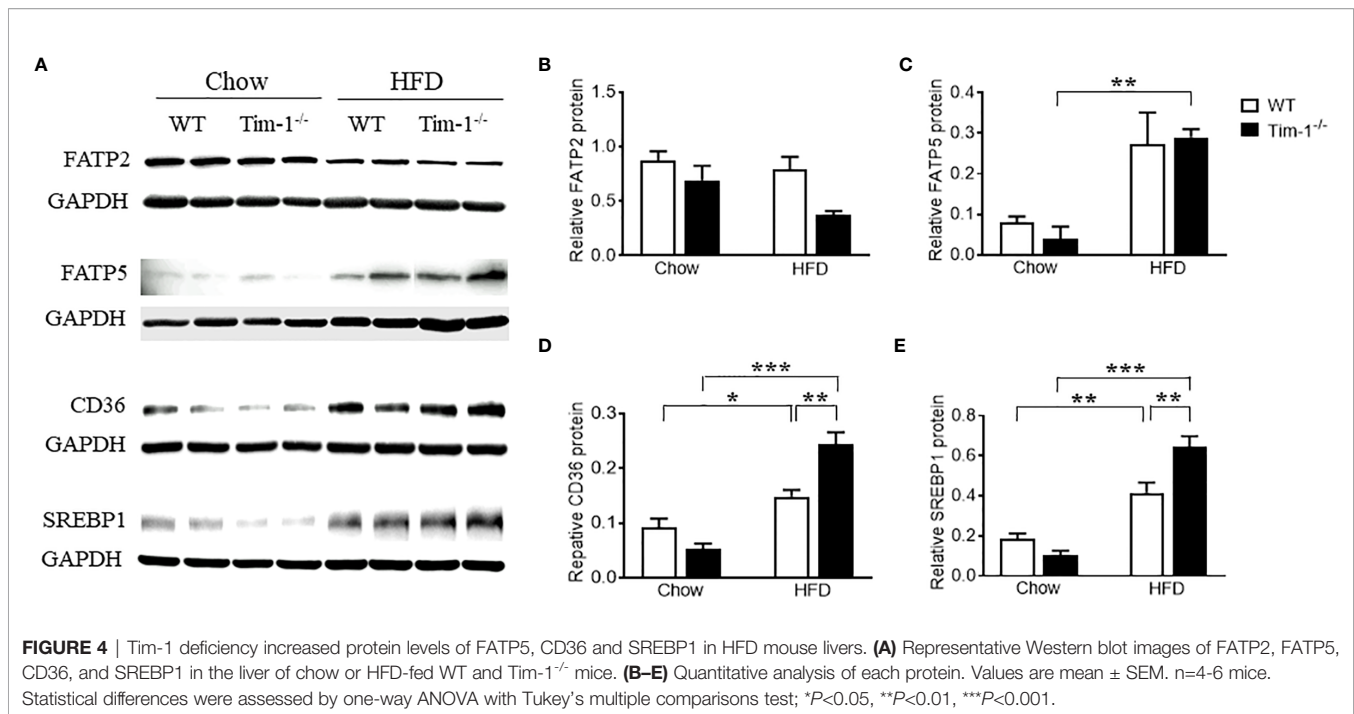 A
Chow HFD
WT Tim-1-/- WT Tim-1-/-
FATP2
GAPDH
FATP5
GAPDH
CD36
GAPDH
SREBP1
GAPDH
B
Relative FATP2 protein
1.5
1.0
0.5
0.0
Chow HFD
C
Relative FATP5 protein
0.4
0.3
0.2
0.1
0.0
**
Chow HFD
WT
Tim-1-/-
D
Repative CD36 protein
0.3
0.2
0.1
0.0
***
* **
Chow HFD
E
Relative SREBP1 protein
0.8
0.6
0.4
0.2
0.0
***
** **
Chow HFD
FIGURE 4 | Tim-1 deficiency increased protein levels of FATP5, CD36 and SREBP1 in HFD mouse livers. (A) Representative Western blot images of FATP2, FATP5,
CD36, and SREBP1 in the liver of chow or HFD-fed WT and Tim-1-/- mice. (B–E) Quantitative analysis of each protein. Values are mean ± SEM. n=4-6 mice.
Statistical differences were assessed by one-way ANOVA with Tukey's multiple comparisons test; *P<0.05, **P<0.01, ***P<0.001.